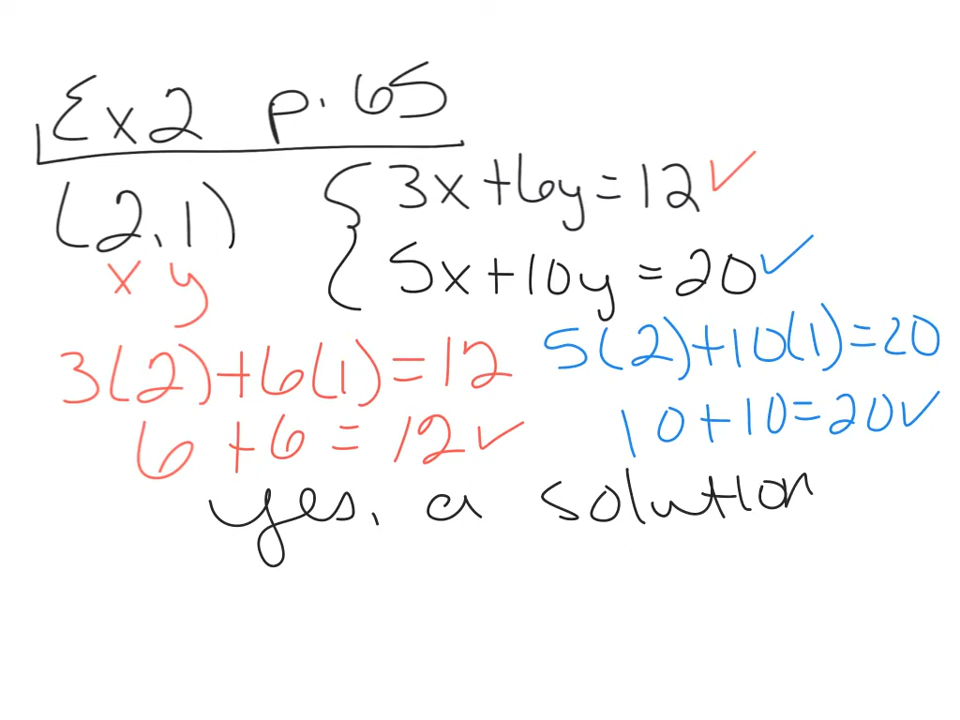 Ex2 p. 65
(2, 1) { 3x+6y=12 ✓
5x+10y=20 ✓
x y
3(2)+6(1)=12
6+6=12 ✓
5(2)+10(1)=20
10+10=20 ✓
yes, a solution